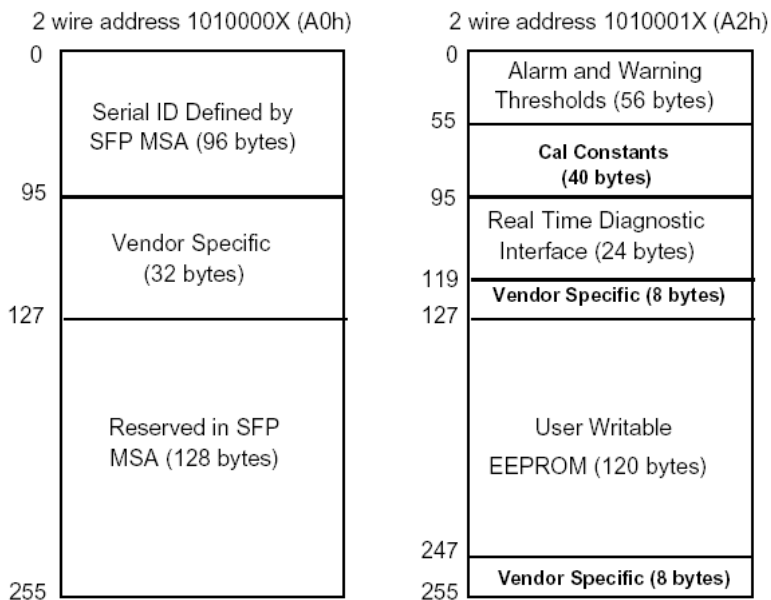 2 wire address 1010000X (A0h)
0
Serial ID Defined by
SFP MSA (96 bytes)
95
Vendor Specific
(32 bytes)
127
Reserved in SFP
MSA (128 bytes)
255
2 wire address 1010001X (A2h)
0
Alarm and Warning
Thresholds (56 bytes)
55
Cal Constants
(40 bytes)
95
Real Time Diagnostic
Interface (24 bytes)
119
Vendor Specific (8 bytes)
127
User Writable
EEPROM (120 bytes)
247
Vendor Specific (8 bytes)
255